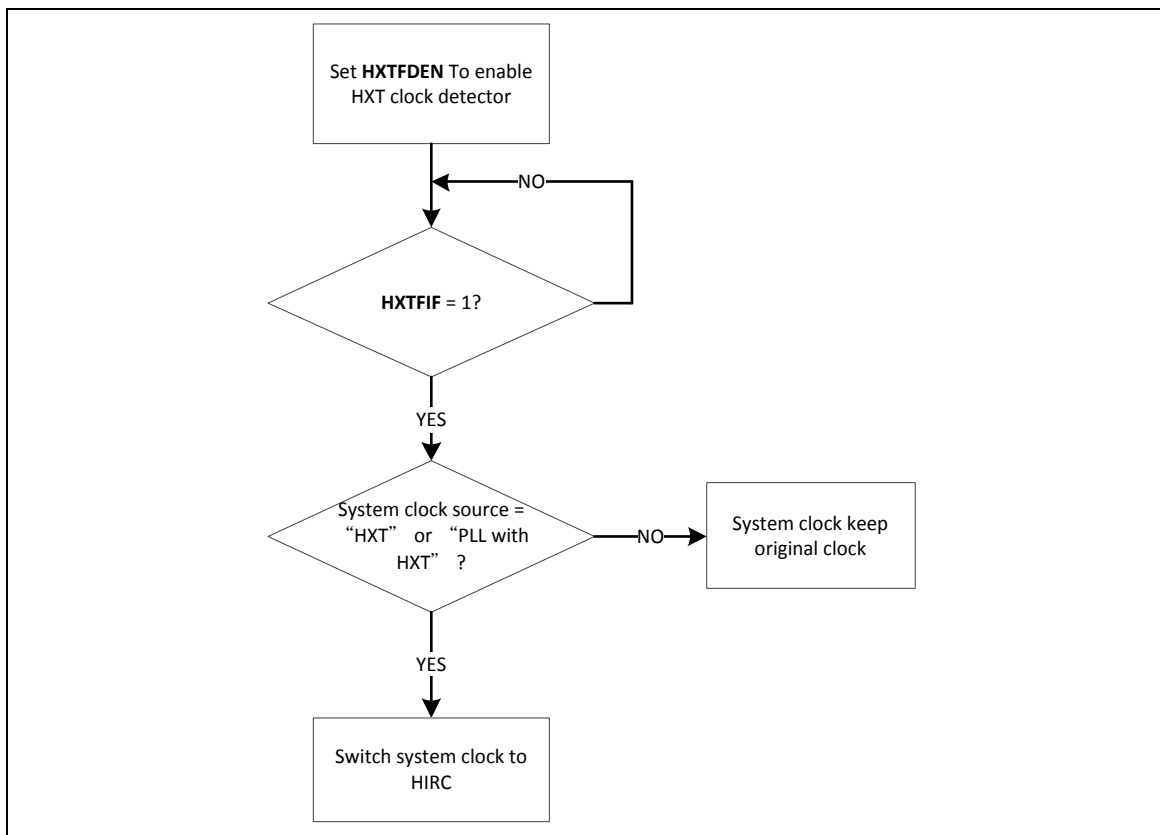 Set HXTFDEN To enable
HXT clock detector
NO
HXTFIF = 1?
YES
System clock source =
“HXT” or “PLL with
HXT” ?
NO
System clock keep
original clock
YES
Switch system clock to
HIRC